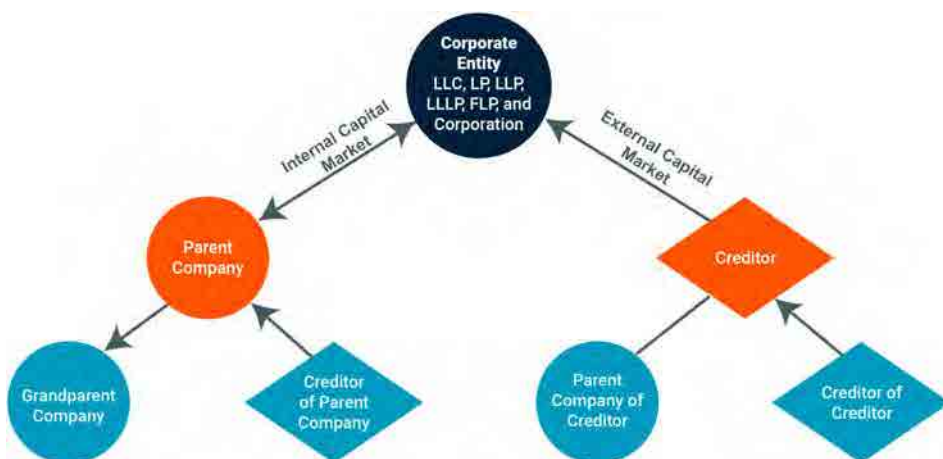 Corporate
Entity
LLC, LP, LLP,
LLLP, FLP, and
Corporation
Internal Capital
Market
External Capital
Market
Parent
Company
Creditor
Grandparent
Company
Creditor
of Parent
Company
Parent
Company of
Creditor
Creditor of
Creditor